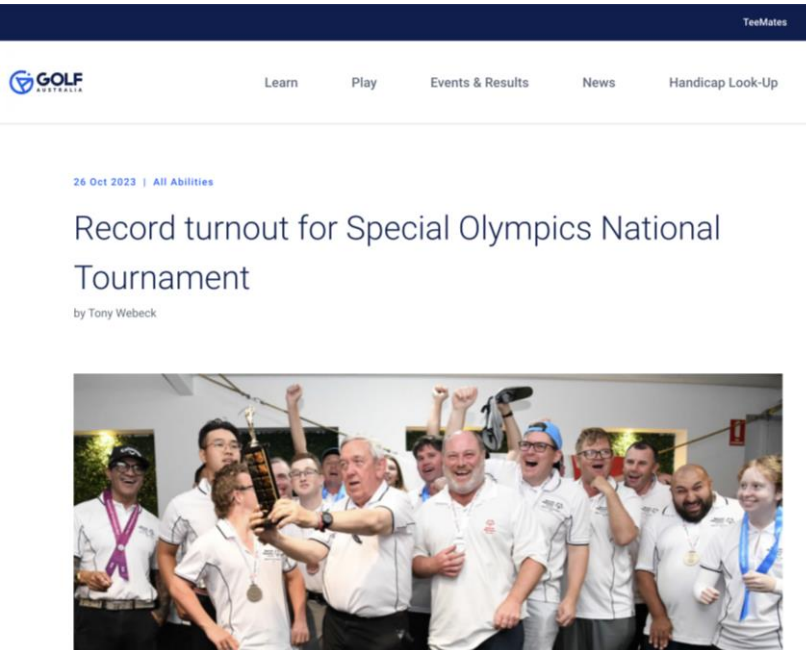 TeeMates
GOLF
AUSTRALIA
Learn
Play
Events & Results
News
Handicap Look-Up
26 Oct 2023 | All Abilities
Record turnout for Special Olympics National
Tournament
by Tony Webeck